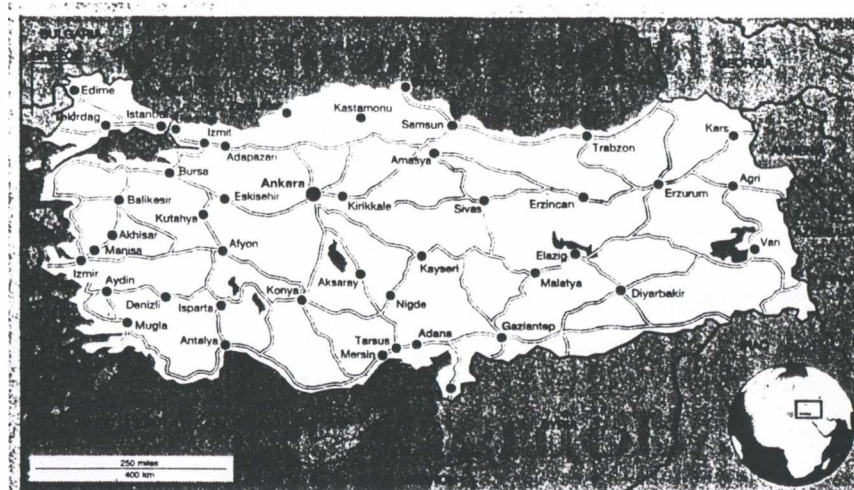 BULGARIA
GEORGIA
Edirne
Tekirdag
Istanbul
Izmit
Adapazari
Kastamonu
Samsun
Trabzon
Kars
Bursa
Amasya
Ankara
Kirikkale
Erzurum
Agri
Balikesir
Eskisehir
Sivas
Erzincan
Kutahya
Akhisar
Manisa
Afyon
Kayseri
Elazig
Van
Izmir
Aksaray
Malatya
Aydin
Konya
Diyarbakir
Denizli
Isparta
Nigde
Mugla
Antalya
Tarsus
Adana
Gaziantep
Mersin
250 miles
400 km